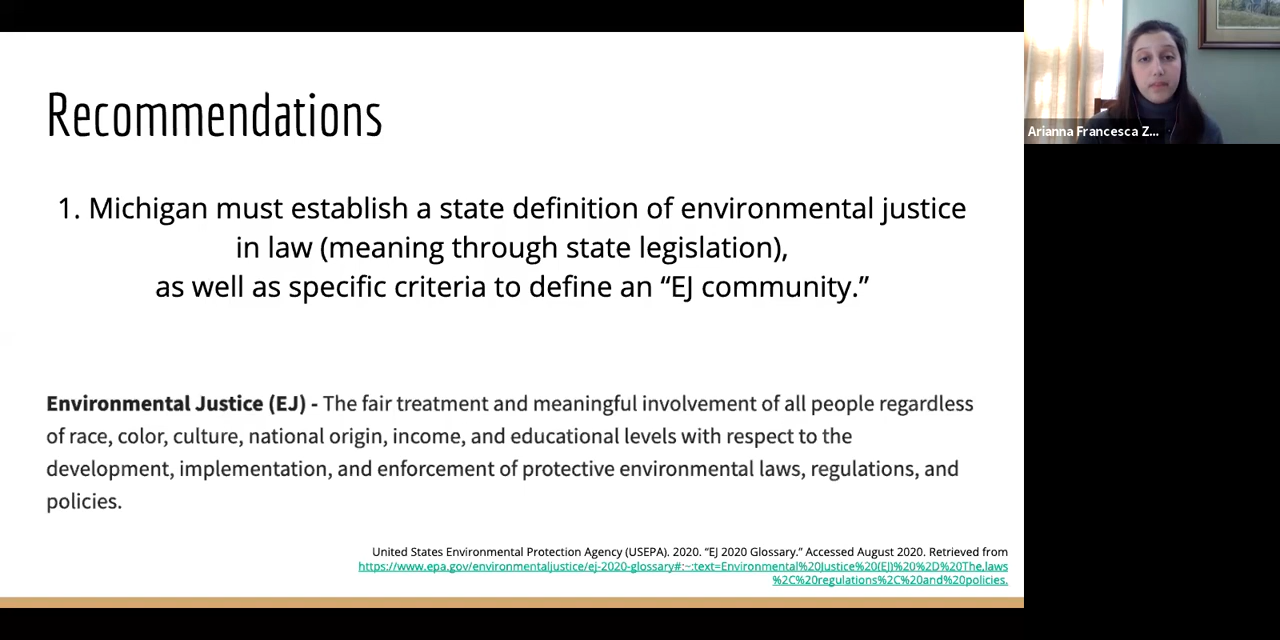 Recommendations
1. Michigan must establish a state definition of environmental justice
in law (meaning through state legislation),
as well as specific criteria to define an “EJ community.”
Environmental Justice (EJ) - The fair treatment and meaningful involvement of all people regardless
of race, color, culture, national origin, income, and educational levels with respect to the
development, implementation, and enforcement of protective environmental laws, regulations, and
policies.
United States Environmental Protection Agency (USEPA). 2020. “EJ 2020 Glossary.” Accessed August 2020. Retrieved from
https://www.epa.gov/environmentaljustice/ej-2020-glossary#:~:text=Environmental%20Justice%20(EJ)%20%2D%20The,laws
%2C%20regulations%2C%20and%20policies.
Arianna Francesca Z...